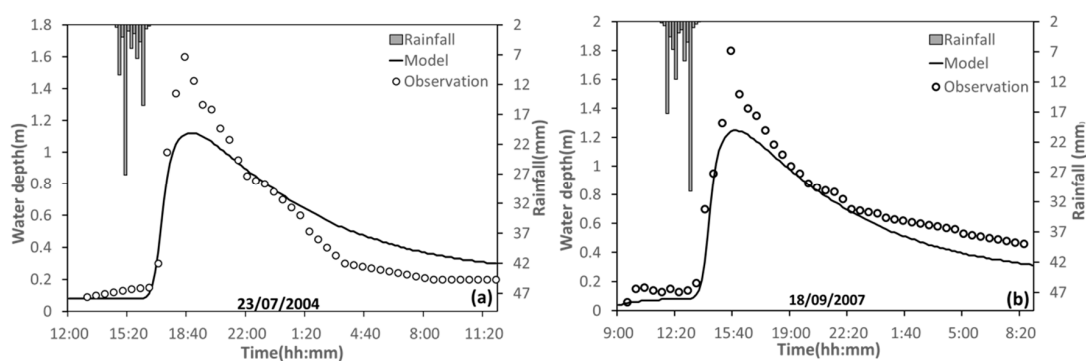 1.8
1.6
1.4
1.2
1
0.8
0.6
0.4
0.2
0
Water depth(m)
2
7
12
17
22
27
32
37
42
47
Rainfall(mm)
Rainfall
Model
Observation
23/07/2004
(a)
12:00 15:20 18:40 22:00 1:20 4:40 8:00 11:20
Time(hh:mm)
2
1.8
1.6
1.4
1.2
1
0.8
0.6
0.4
0.2
0
Water depth(m)
2
7
12
17
22
27
32
37
42
47
Rainfall (mm
Rainfall
Model
Observation
18/09/2007
(b)
9:00 12:20 15:40 19:00 22:20 1:40 5:00 8:20
Time(hh:mm)